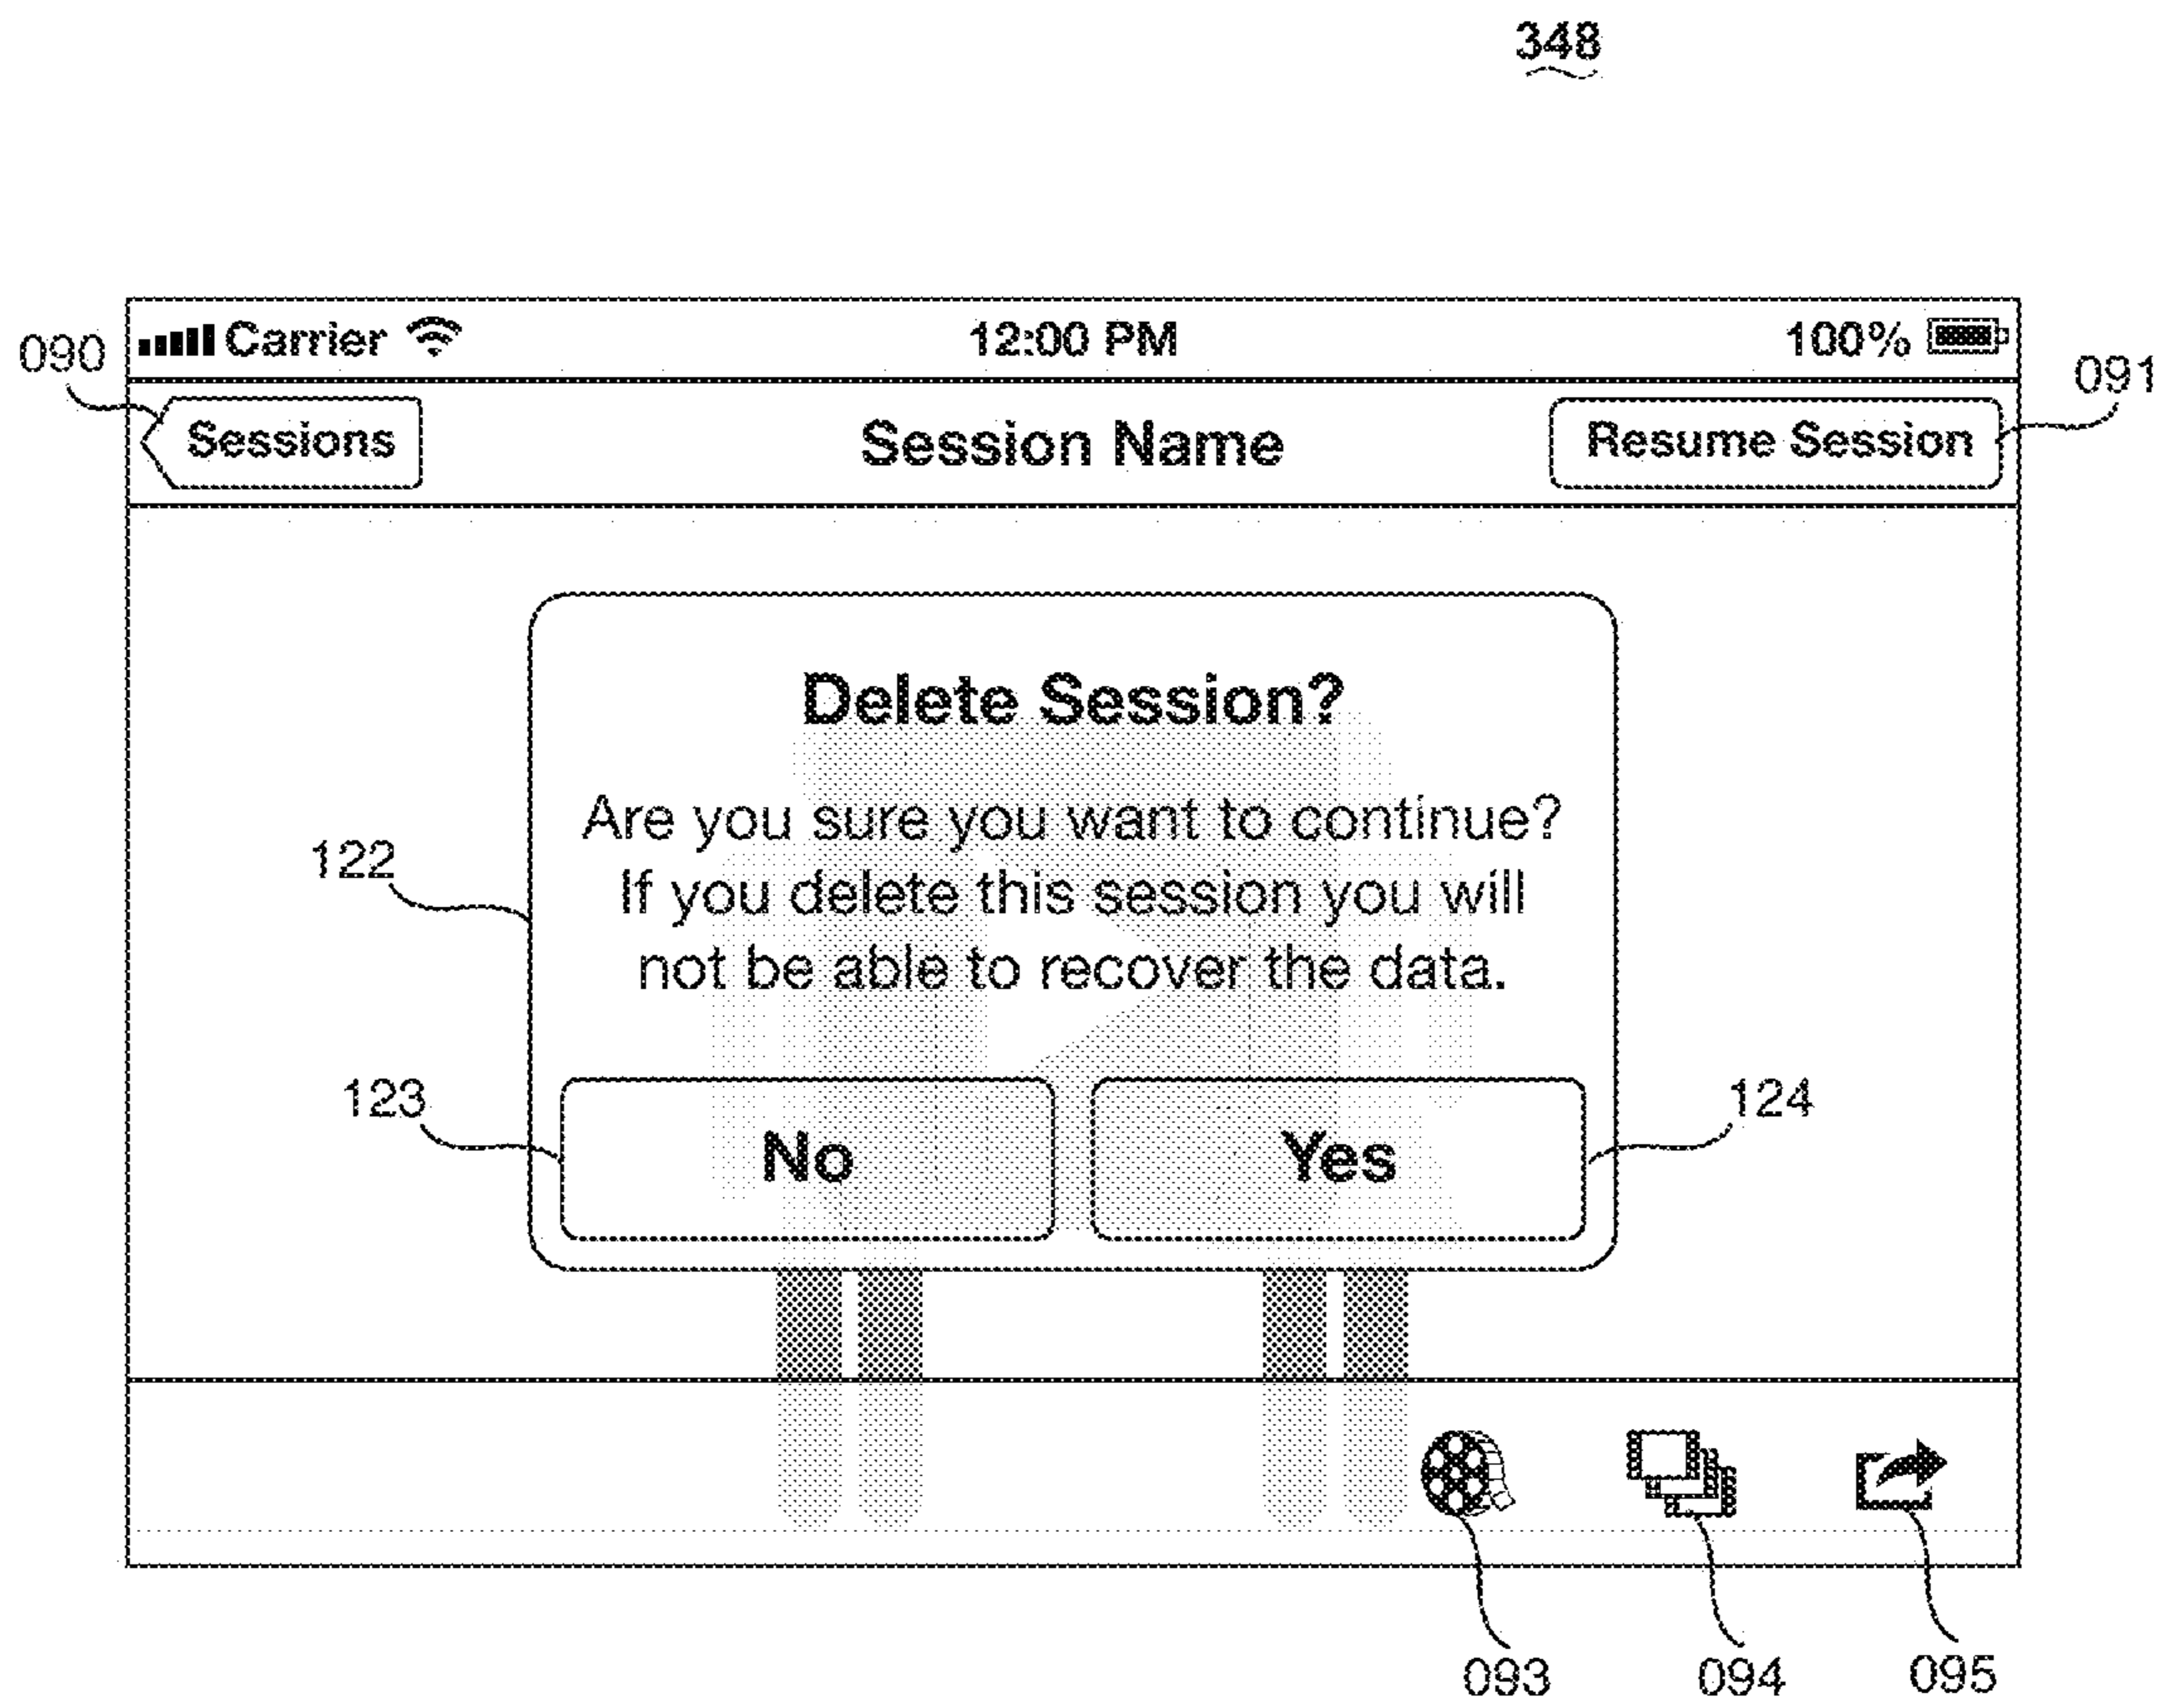 348
090
Carrier 12:00 PM 100%
091
Sessions Session Name Resume Session
Delete Session?
Are you sure you want to continue?
If you delete this session you will
not be able to recover the data.
122
123
124
No Yes
093 094 095